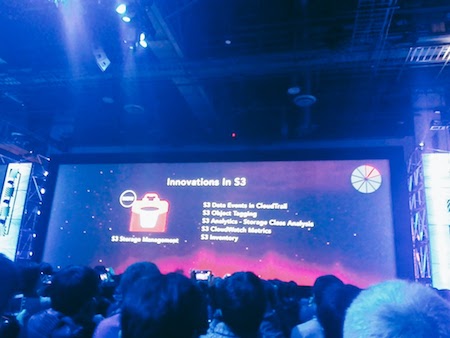 Innovations In S3
S3 Data Events in CloudTrail
S3 Object Tagging
S3 Analytics - Storage Class Analysis
S3 CloudWatch Metrics
S3 Inventory
S3 Storage Management